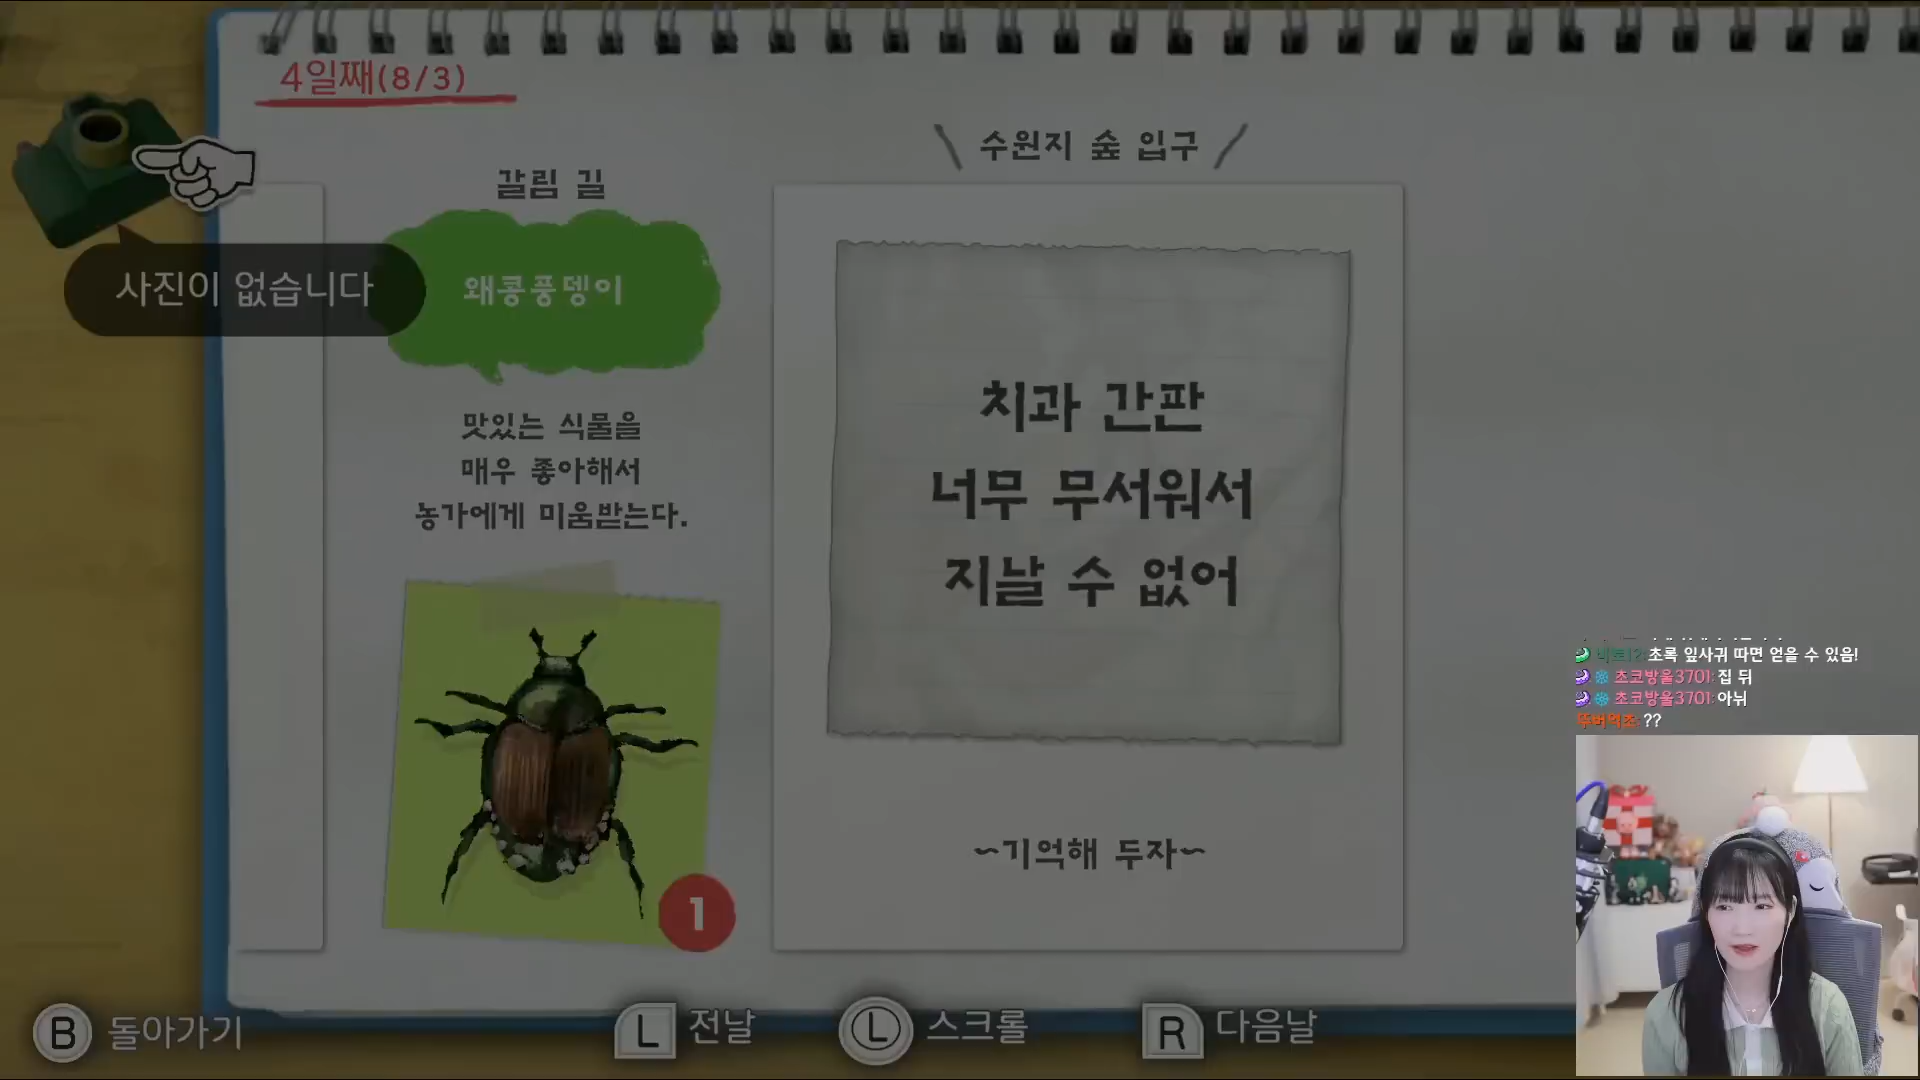 4일째(8/3)
수원지 숲 입구
갈림 길
왜콩풍뎅이
사진이 없습니다
맛있는 식물을
매우 좋아해서
농가에게 미움받는다.
1
치과 간판
너무 무서워서
지날 수 없어
~기억해 두자~
초록 잎사귀 따면 얻을 수 있음!
초코방울3701: 집 뒤
초코방울3701: 아뉘
??
B 돌아가기
L 전날
L 스크롤
R 다음날